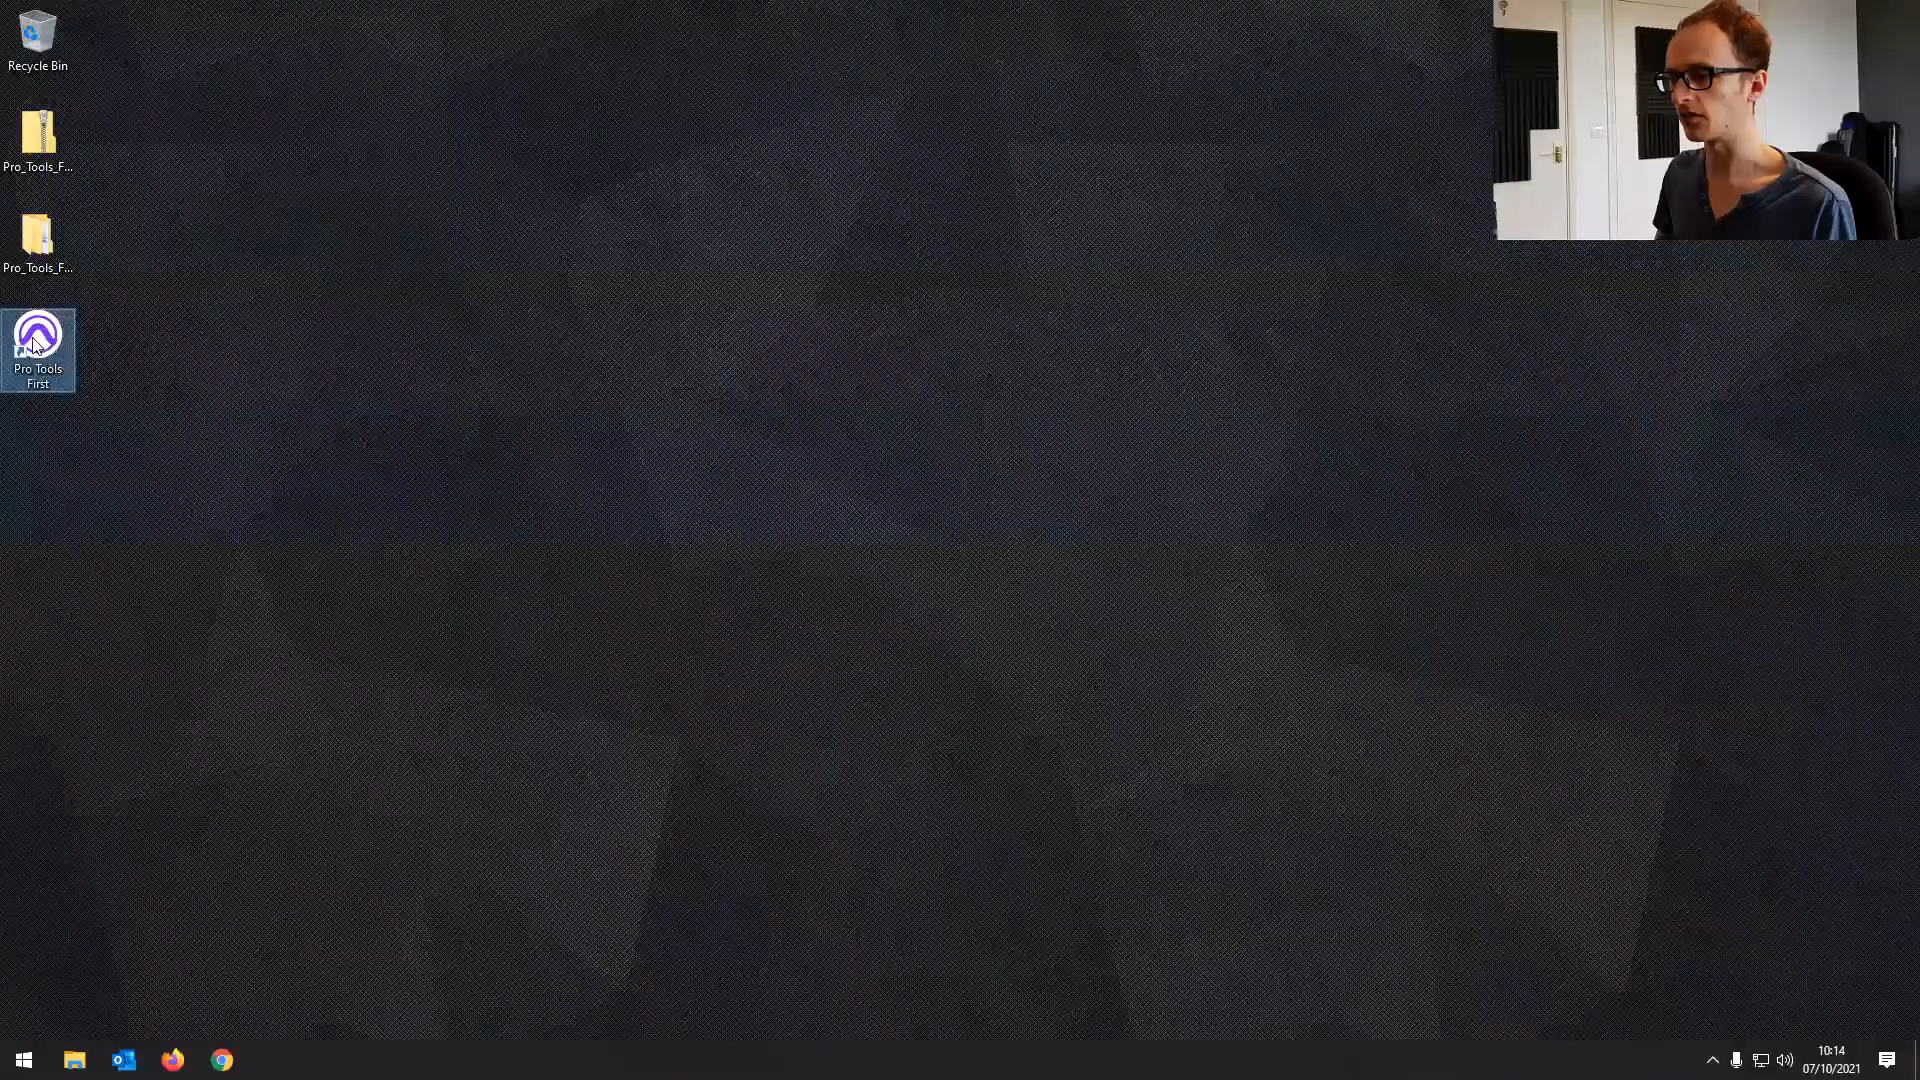 Recycle Bin
Pro_Tools_F...
Pro_Tools_F...
Pro Tools
First
10:14
07/10/2021